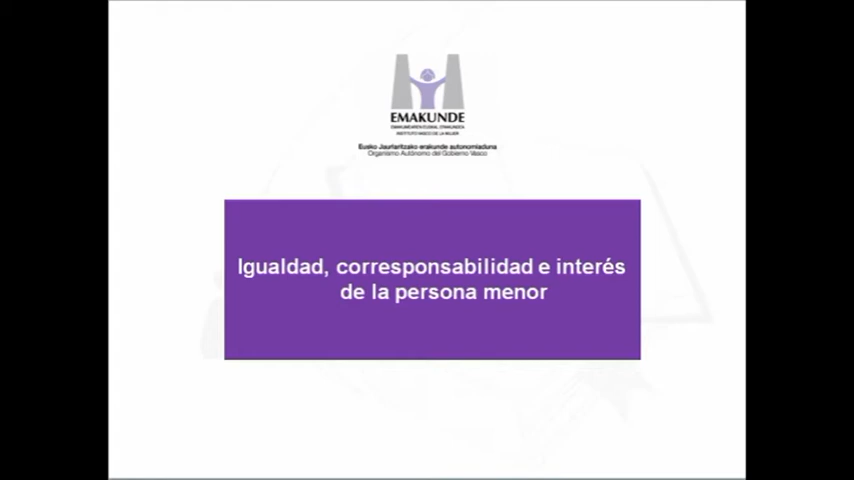 EMAKUNDE
EMAKUMEAREN EUSKAL ERAKUNDEA
INSTITUTO VASCO DE LA MUJER
Eusko Jaurlaritzako erakunde autonomiaduna
Organismo Autónomo del Gobierno Vasco
Igualdad, corresponsabilidad e interés
de la persona menor